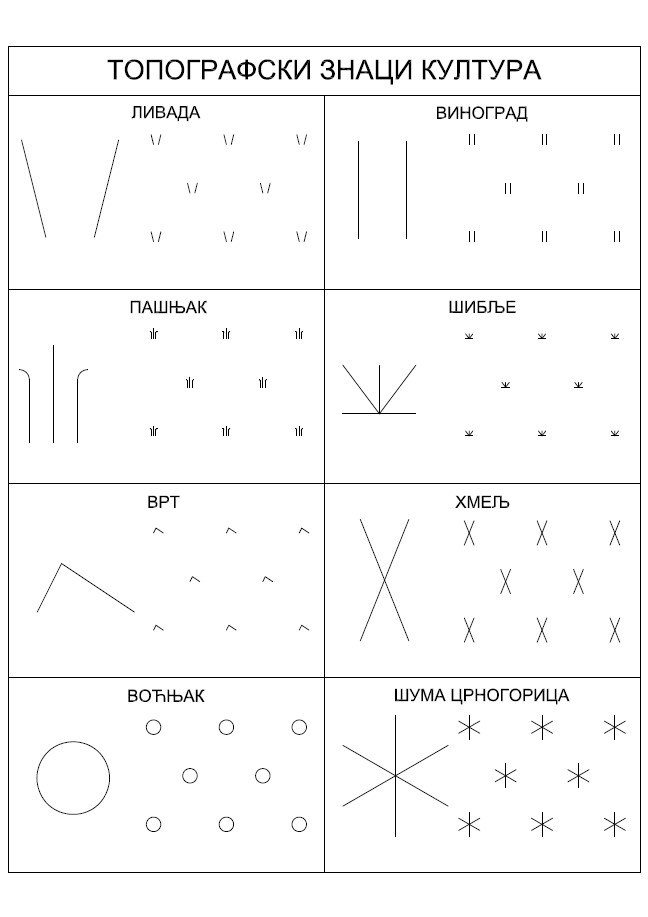 ТОПОГРАФСКИ ЗНАЦИ КУЛТУРА
ЛИВАДА
ВИНОГРАД
ПАШЊАК
ШИБЉЕ
ВРТ
ХМЕЉ
ВОЋЊАК
ШУМА ЦРНОГОРИЦА